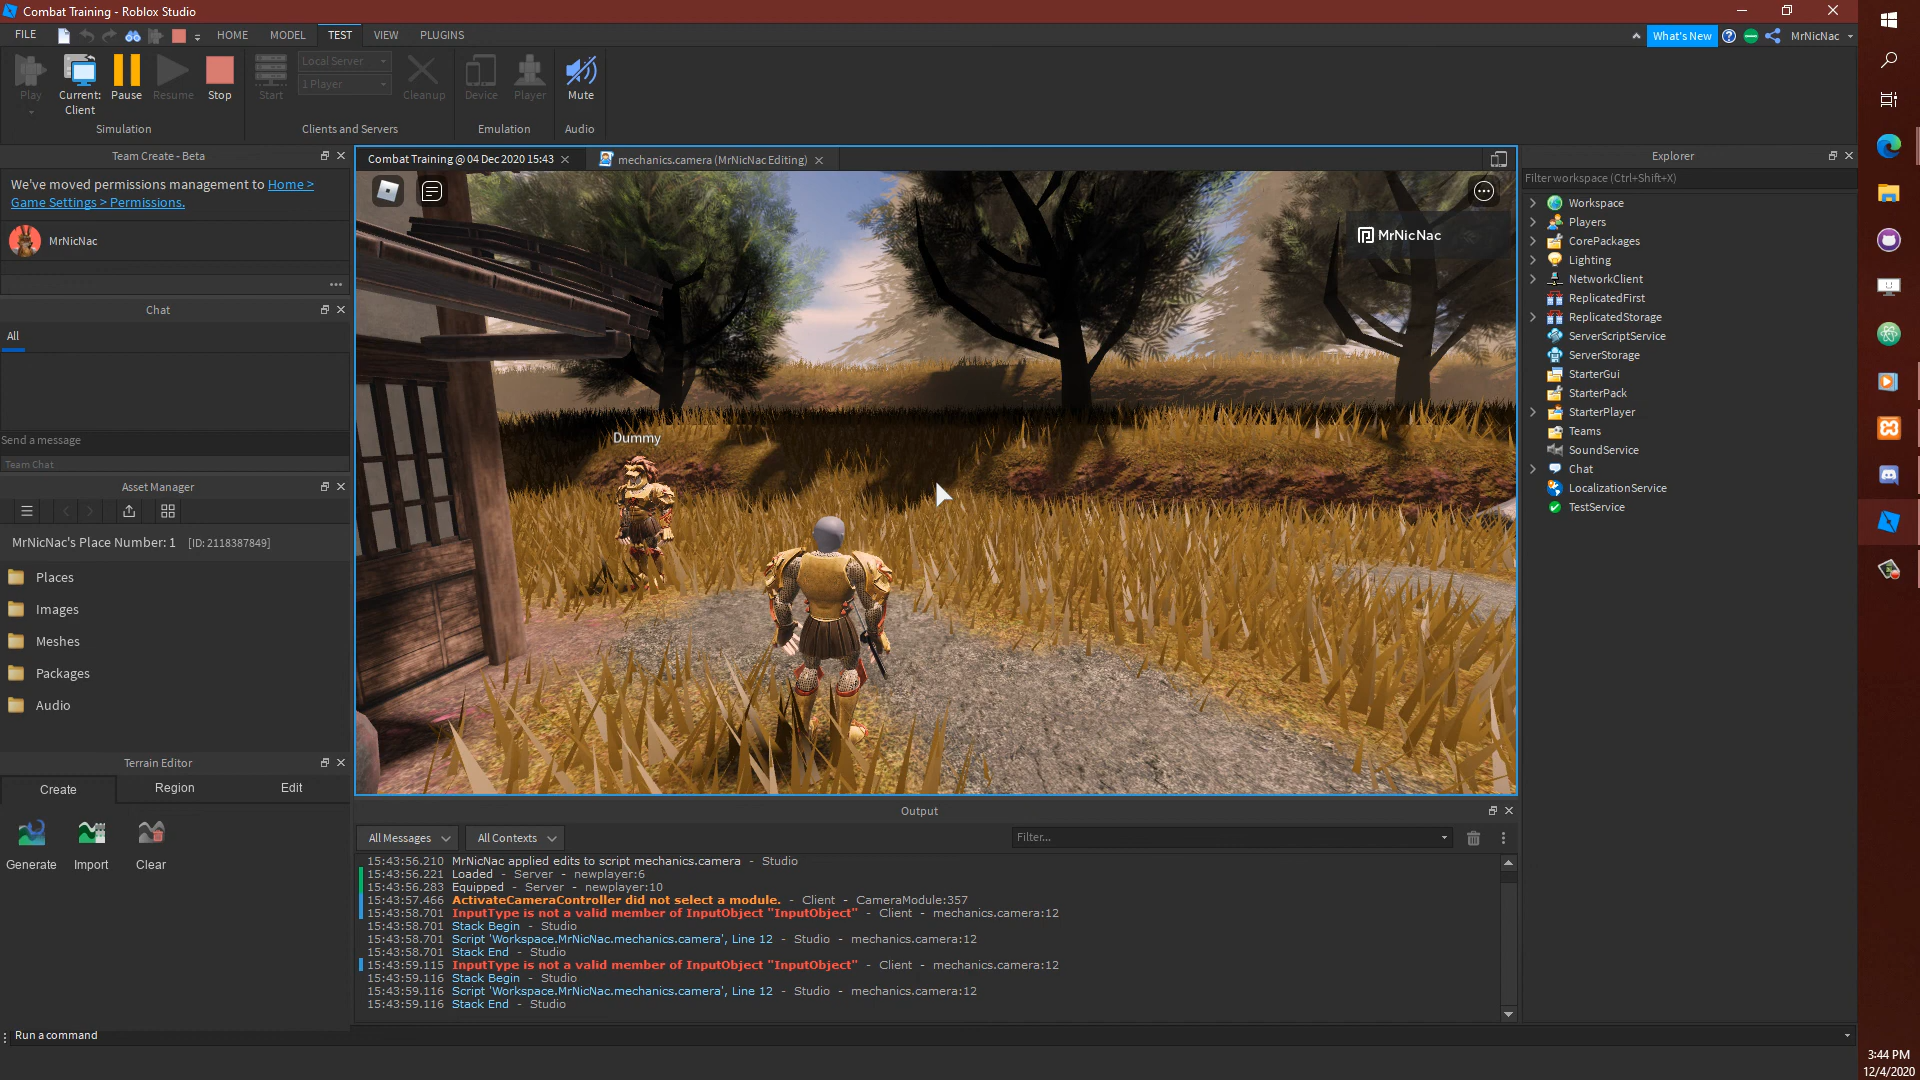 Combat Training - Roblox Studio
FILE
HOME
MODEL
TEST
VIEW
PLUGINS
What's New
MrNicNac
Play
Current:
Client
Pause
Resume
Stop
Start
Local Server
1 Player
Cleanup
Device
Player
Mute
Simulation
Clients and Servers
Emulation
Audio
Team Create - Beta
We've moved permissions management to Home >
Game Settings > Permissions.
MrNicNac
Chat
All
Send a message
Team Chat
Asset Manager
MrNicNac's Place Number: 1 [ID: 2118387849]
Places
Images
Meshes
Packages
Audio
Terrain Editor
Create
Region
Edit
Generate
Import
Clear
Combat Training @ 04 Dec 2020 15:43
mechanics.camera (MrNicNac Editing)
MrNicNac
Dummy
Output
All Messages
All Contexts
Filter...
15:43:56.210 MrNicNac applied edits to script mechanics.camera - Studio
15:43:56.221 Loaded - Server - newplayer:6
15:43:56.283 Equipped - Server - newplayer:10
15:43:57.466 ActivateCameraController did not select a module. - Client - CameraModule:357
15:43:58.701 InputType is not a valid member of InputObject "InputObject" - Client - mechanics.camera:12
15:43:58.701 Stack Begin - Studio
15:43:58.701 Script 'Workspace.MrNicNac.mechanics.camera', Line 12 - Studio - mechanics.camera:12
15:43:58.701 Stack End - Studio
15:43:59.115 InputType is not a valid member of InputObject "InputObject" - Client - mechanics.camera:12
15:43:59.116 Stack Begin - Studio
15:43:59.116 Script 'Workspace.MrNicNac.mechanics.camera', Line 12 - Studio - mechanics.camera:12
15:43:59.116 Stack End - Studio
Explorer
Filter workspace (Ctrl+Shift+X)
Workspace
Players
CorePackages
Lighting
NetworkClient
ReplicatedFirst
ReplicatedStorage
ServerScriptService
ServerStorage
StarterGui
StarterPack
StarterPlayer
Teams
SoundService
Chat
LocalizationService
TestService
Run a command
3:44 PM
12/4/2020